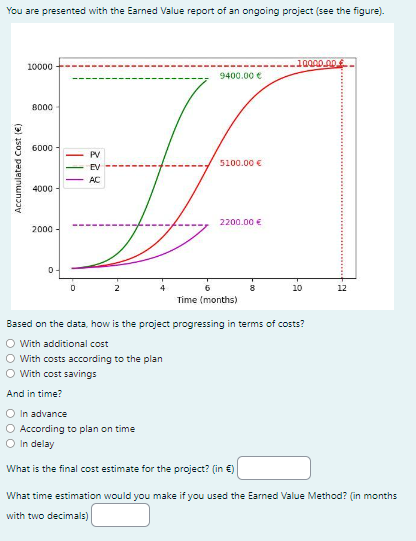 You are presented with the Earned Value report of an ongoing project (see the figure).
10000.00 €
10000
9400.00 €
8000
6000
PV
EV
AC
5100.00 €
4000
2200.00 €
2000
0
Accumulated Cost (€)
0 2 4 6 8 10 12
Time (months)
Based on the data, how is the project progressing in terms of costs?
With additional cost
With costs according to the plan
With cost savings
And in time?
In advance
According to plan on time
In delay
What is the final cost estimate for the project? (in €)
What time estimation would you make if you used the Earned Value Method? (in months
with two decimals)